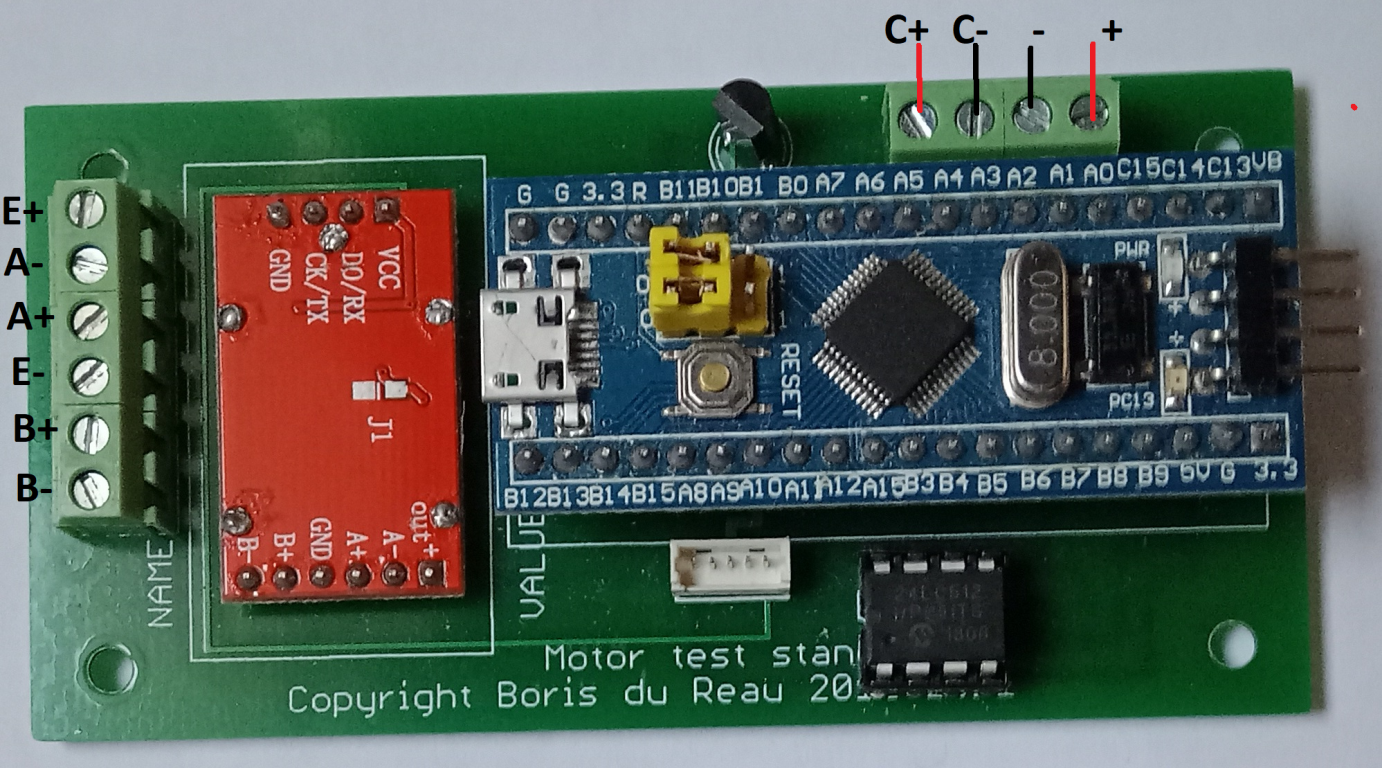 C+ C- - +
E+
A-
A+
E-
B+
B-
G G 3.3 R B11 B10 B1 B0 A7 A6 A5 A4 A3 A2 A1 A0 C15 C14 C13 VB
VCC
DO/RX
CK/TX
GND
J1
PWR
8.000
RESET
PC13
B12 B13 B14 B15 A8 A9 A10 A11 A12 A15 B3 B4 B5 B6 B7 B8 B9 5V G 3.3
B-
B+
GND
A+
A-
out+
NAME
VALUE
24LC512
Motor test stan
Copyright Boris du Reau